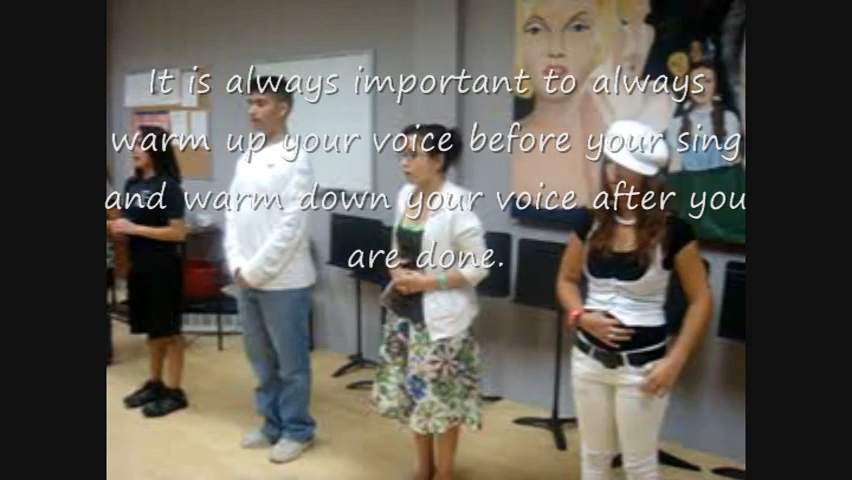 It is always important to always
warm up your voice before your sing
and warm down your voice after you
are done.